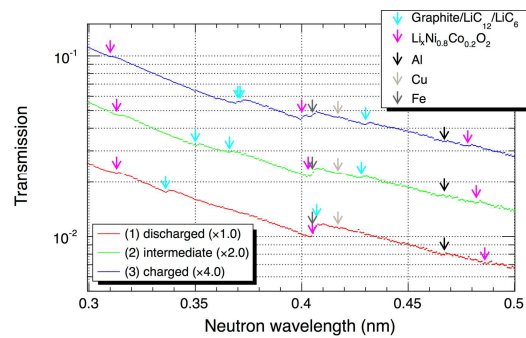 Graphite/LiC12/LiC6
LixNi0.8Co0.2O2
Al
Cu
Fe
10-1
Transmission
10-2
(1) discharged (×1.0)
(2) intermediate (×2.0)
(3) charged (×4.0)
0.3 0.35 0.4 0.45 0.5
Neutron wavelength (nm)